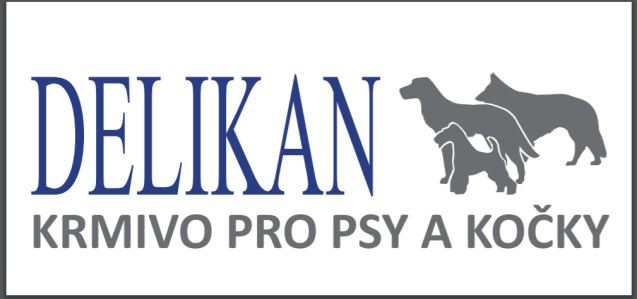 DELIKAN
KRMIVO PRO PSY A KOČKY